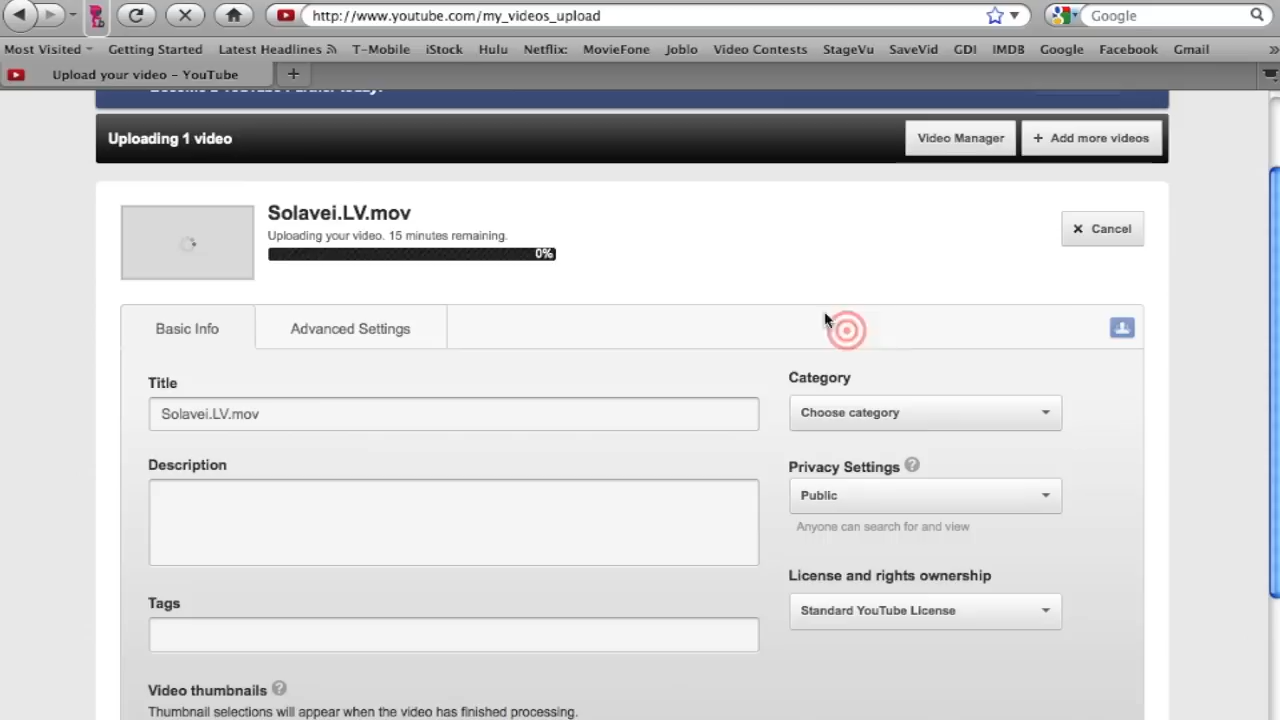 http://www.youtube.com/my_videos_upload
Google
Most Visited Getting Started Latest Headlines T-Mobile iStock Hulu Netflix: MovieFone Joblo Video Contests StageVu SaveVid GDI IMDB Google Facebook Gmail »
Upload your video – YouTube +
Become a YouTube Partner today!
Uploading 1 video
Video Manager
+ Add more videos
Solavei.LV.mov
Uploading your video. 15 minutes remaining.
0%
× Cancel
Basic Info
Advanced Settings
Title
Solavei.LV.mov
Description
Tags
Video thumbnails ?
Thumbnail selections will appear when the video has finished processing.
Category
Choose category
Privacy Settings ?
Public
Anyone can search for and view
License and rights ownership
Standard YouTube License